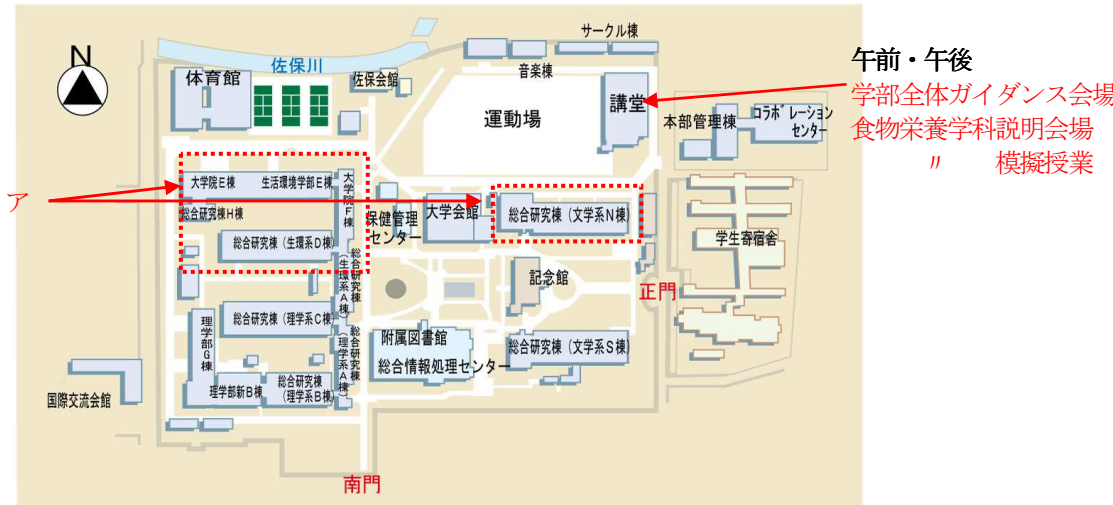 N
佐保川
サークル棟
体育館
佐保会館
音楽棟
午前・午後
学部全体ガイダンス会場
食物栄養学科説明会場
〃 模擬授業
運動場
講堂
本部管理棟
コラボレーション
センター
ア
大学院E棟
生活環境学部E棟
大学院F棟
総合研究棟H棟
総合研究棟(生環系D棟)
保健管理
センター
大学会館
総合研究棟(文学系N棟)
学生寄宿舎
総合研究棟
(生環系A棟)
記念館
正門
理学部G棟
総合研究棟(理学系C棟)
総合研究棟
(理学系A棟)
附属図書館
総合情報処理センター
総合研究棟(文学系S棟)
国際交流会館
理学部新B棟
総合研究棟
(理学系B棟)
南門